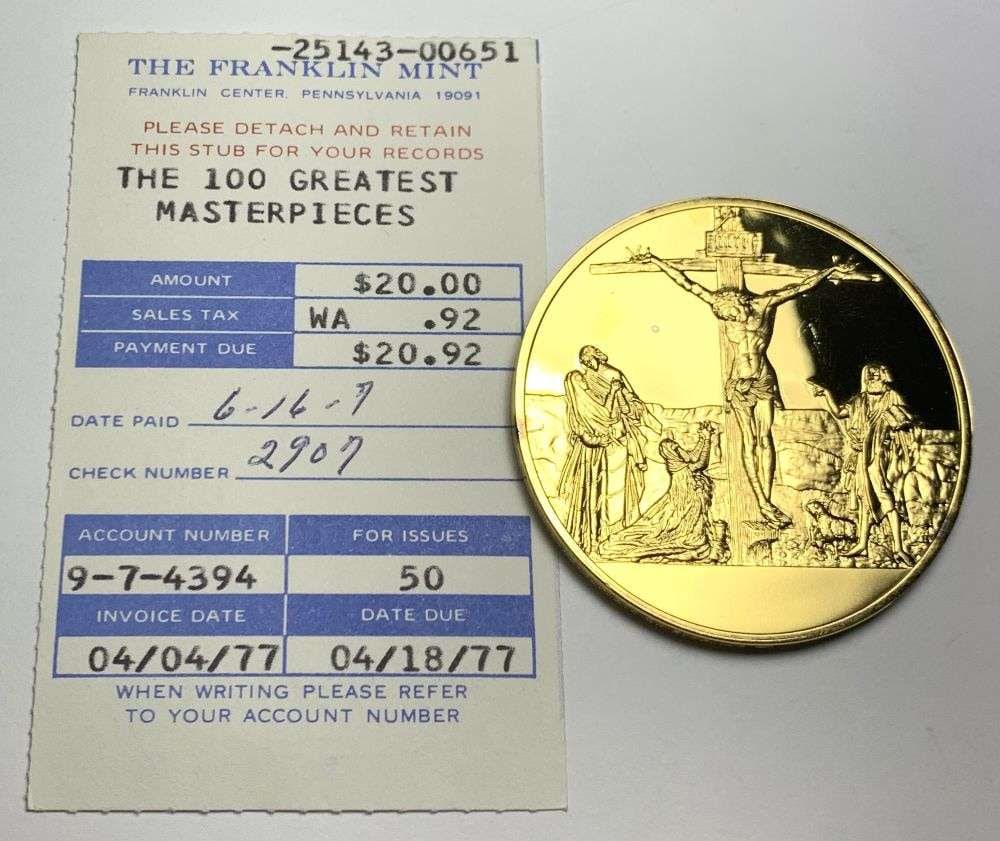 -25143-00651
THE FRANKLIN MINT
FRANKLIN CENTER, PENNSYLVANIA 19091
PLEASE DETACH AND RETAIN
THIS STUB FOR YOUR RECORDS
THE 100 GREATEST
MASTERPIECES
AMOUNT $20.00
SALES TAX WA .92
PAYMENT DUE $20.92
DATE PAID 6-16-7
CHECK NUMBER 2907
ACCOUNT NUMBER FOR ISSUES
9-7-4394 50
INVOICE DATE DATE DUE
04/04/77 04/18/77
WHEN WRITING PLEASE REFER
TO YOUR ACCOUNT NUMBER